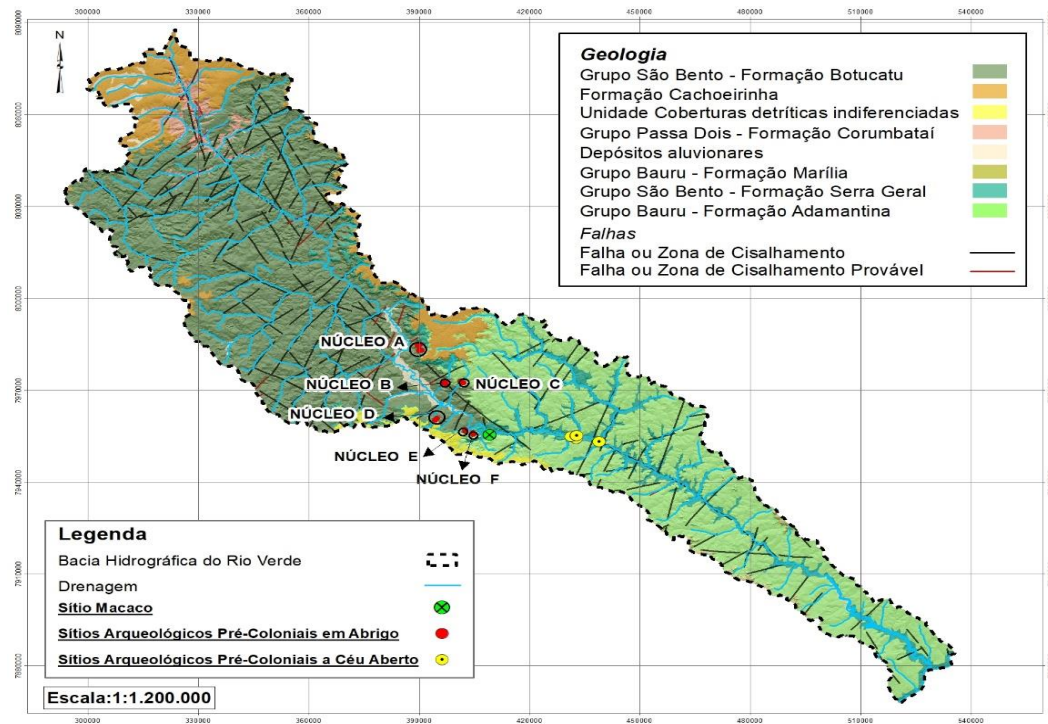 300000 330000 360000 390000 420000 450000 480000 510000 540000
N
Geologia
Grupo São Bento - Formação Botucatu
Formação Cachoeirinha
Unidade Coberturas detríticas indiferenciadas
Grupo Passa Dois - Formação Corumbataí
Depósitos aluvionares
Grupo Bauru - Formação Marília
Grupo São Bento - Formação Serra Geral
Grupo Bauru - Formação Adamantina
Falhas
Falha ou Zona de Cisalhamento
Falha ou Zona de Cisalhamento Provável
8030000
8000000
NÚCLEO A
7970000
NÚCLEO B
NÚCLEO C
NÚCLEO D
NÚCLEO E
NÚCLEO F
7940000
7910000
Legenda
Bacia Hidrográfica do Rio Verde
Drenagem
Sítio Macaco
Sítios Arqueológicos Pré-Coloniais em Abrigo
Sítios Arqueológicos Pré-Coloniais a Céu Aberto
Escala:1:1.200.000
300000 330000 360000 390000 420000 450000 480000 510000 540000